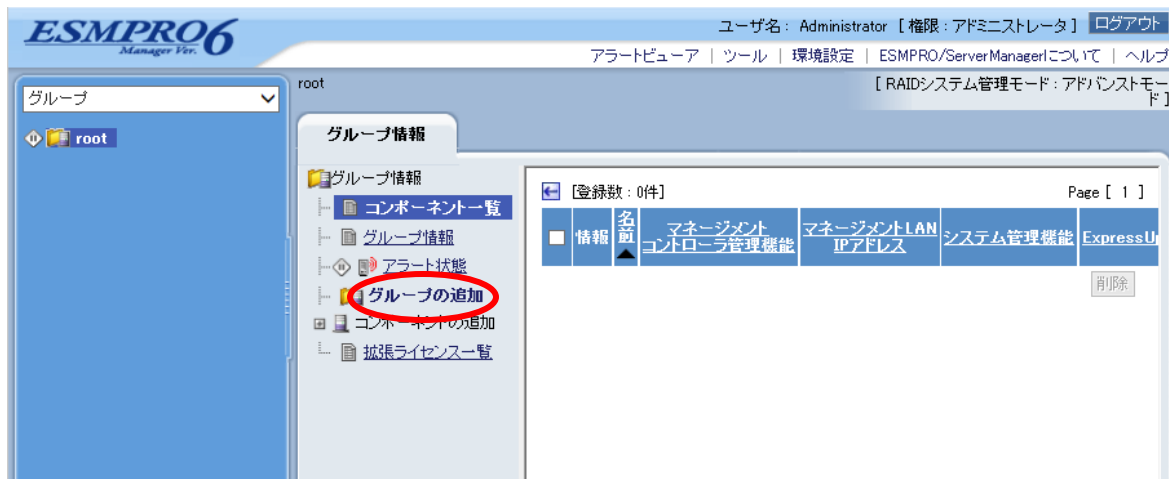 ESMPRO6
Manager Ver.
ユーザ名: Administrator [権限:アドミニストレータ] ログアウト
アラートビューア | ツール | 環境設定 | ESMPRO/ServerManagerについて | ヘルプ
グループ
root
root
[RAIDシステム管理モード:アドバンストモー
ド]
グループ情報
グループ情報
コンポーネント一覧
グループ情報
アラート状態
グループの追加
コンポーネントの追加
拡張ライセンス一覧
[登録数:0件]
Page [ 1 ]
情報
名前
マネージメント
コントローラ管理機能
マネージメントLAN
IPアドレス
システム管理機能
ExpressU
削除